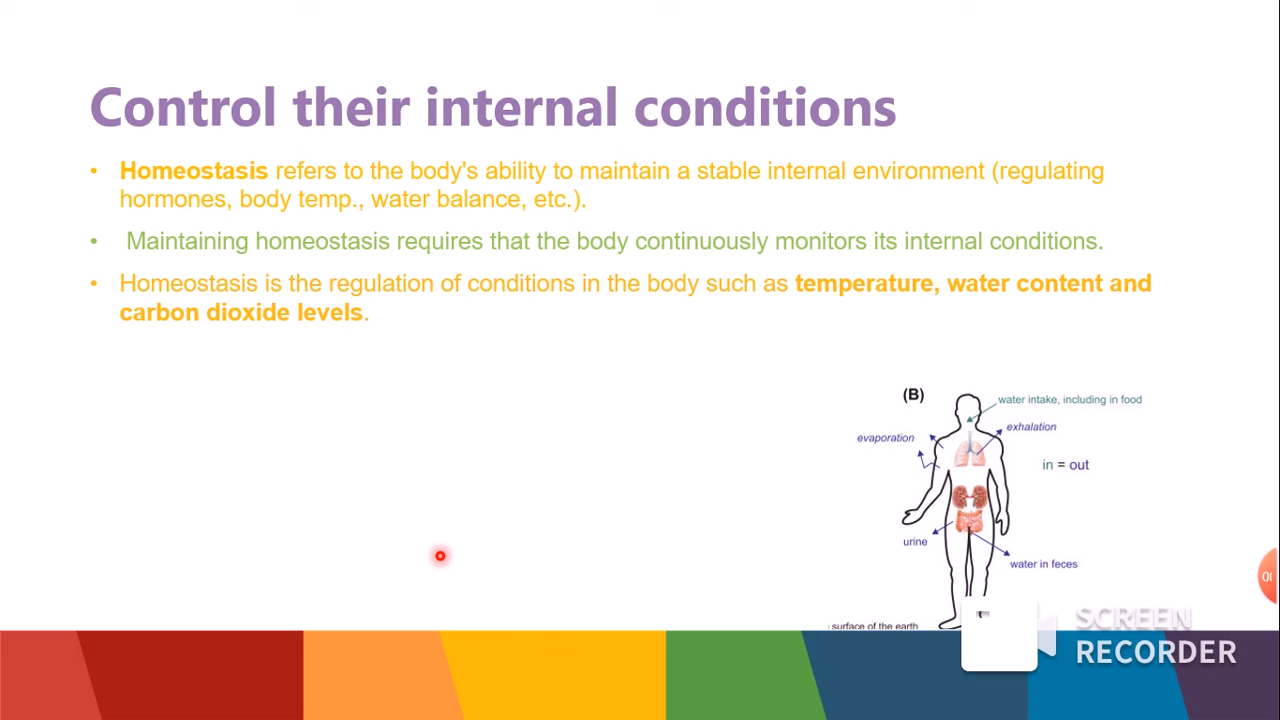 Control their internal conditions
• Homeostasis refers to the body's ability to maintain a stable internal environment (regulating
hormones, body temp., water balance, etc.).
• Maintaining homeostasis requires that the body continuously monitors its internal conditions.
• Homeostasis is the regulation of conditions in the body such as temperature, water content and
carbon dioxide levels.
(B)
water intake, including in food
exhalation
evaporation
in = out
urine
water in feces
surface of the earth
SCREEN
RECORDER